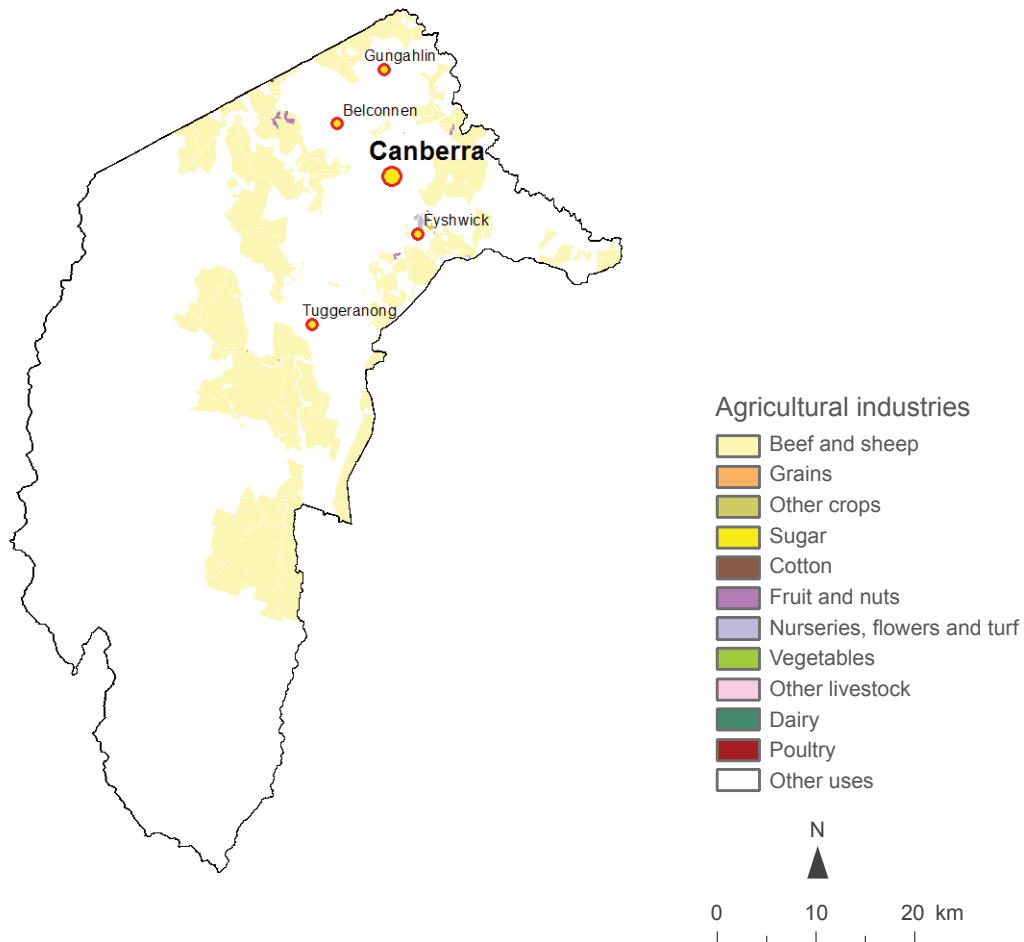 Gungahlin
Belconnen
Canberra
Fyshwick
Tuggeranong
Agricultural industries
Beef and sheep
Grains
Other crops
Sugar
Cotton
Fruit and nuts
Nurseries, flowers and turf
Vegetables
Other livestock
Dairy
Poultry
Other uses
N
0 10 20 km